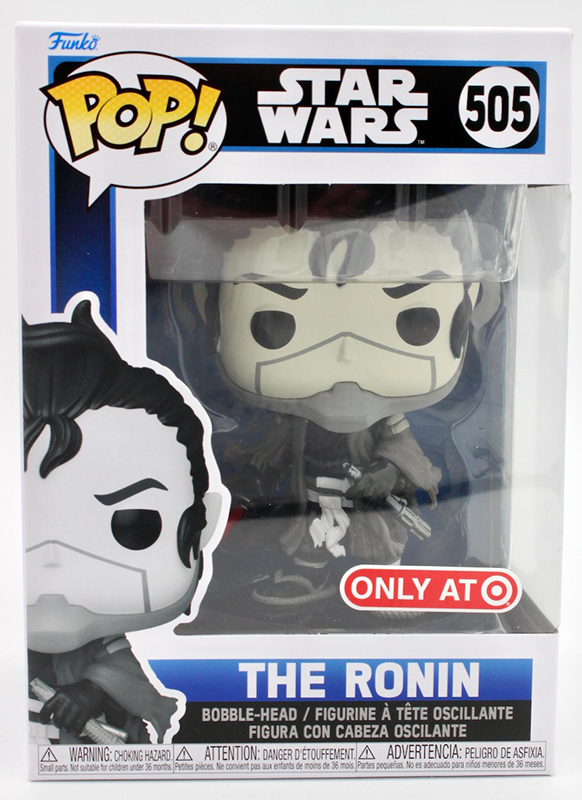 Funko
POP!®
STAR
WARS™
505
ONLY AT
THE RONIN
BOBBLE-HEAD / FIGURINE À TÊTE OSCILLANTE
FIGURA CON CABEZA OSCILANTE
WARNING: CHOKING HAZARD.
Small parts. Not suitable for children under 36 months.
ATTENTION: DANGER D'ÉTOUFFEMENT.
Petites pièces. Ne convient pas aux enfants de moins de 36 mois.
ADVERTENCIA: PELIGRO DE ASFIXIA.
Partes pequeñas. No es adecuado para niños menores de 36 meses.